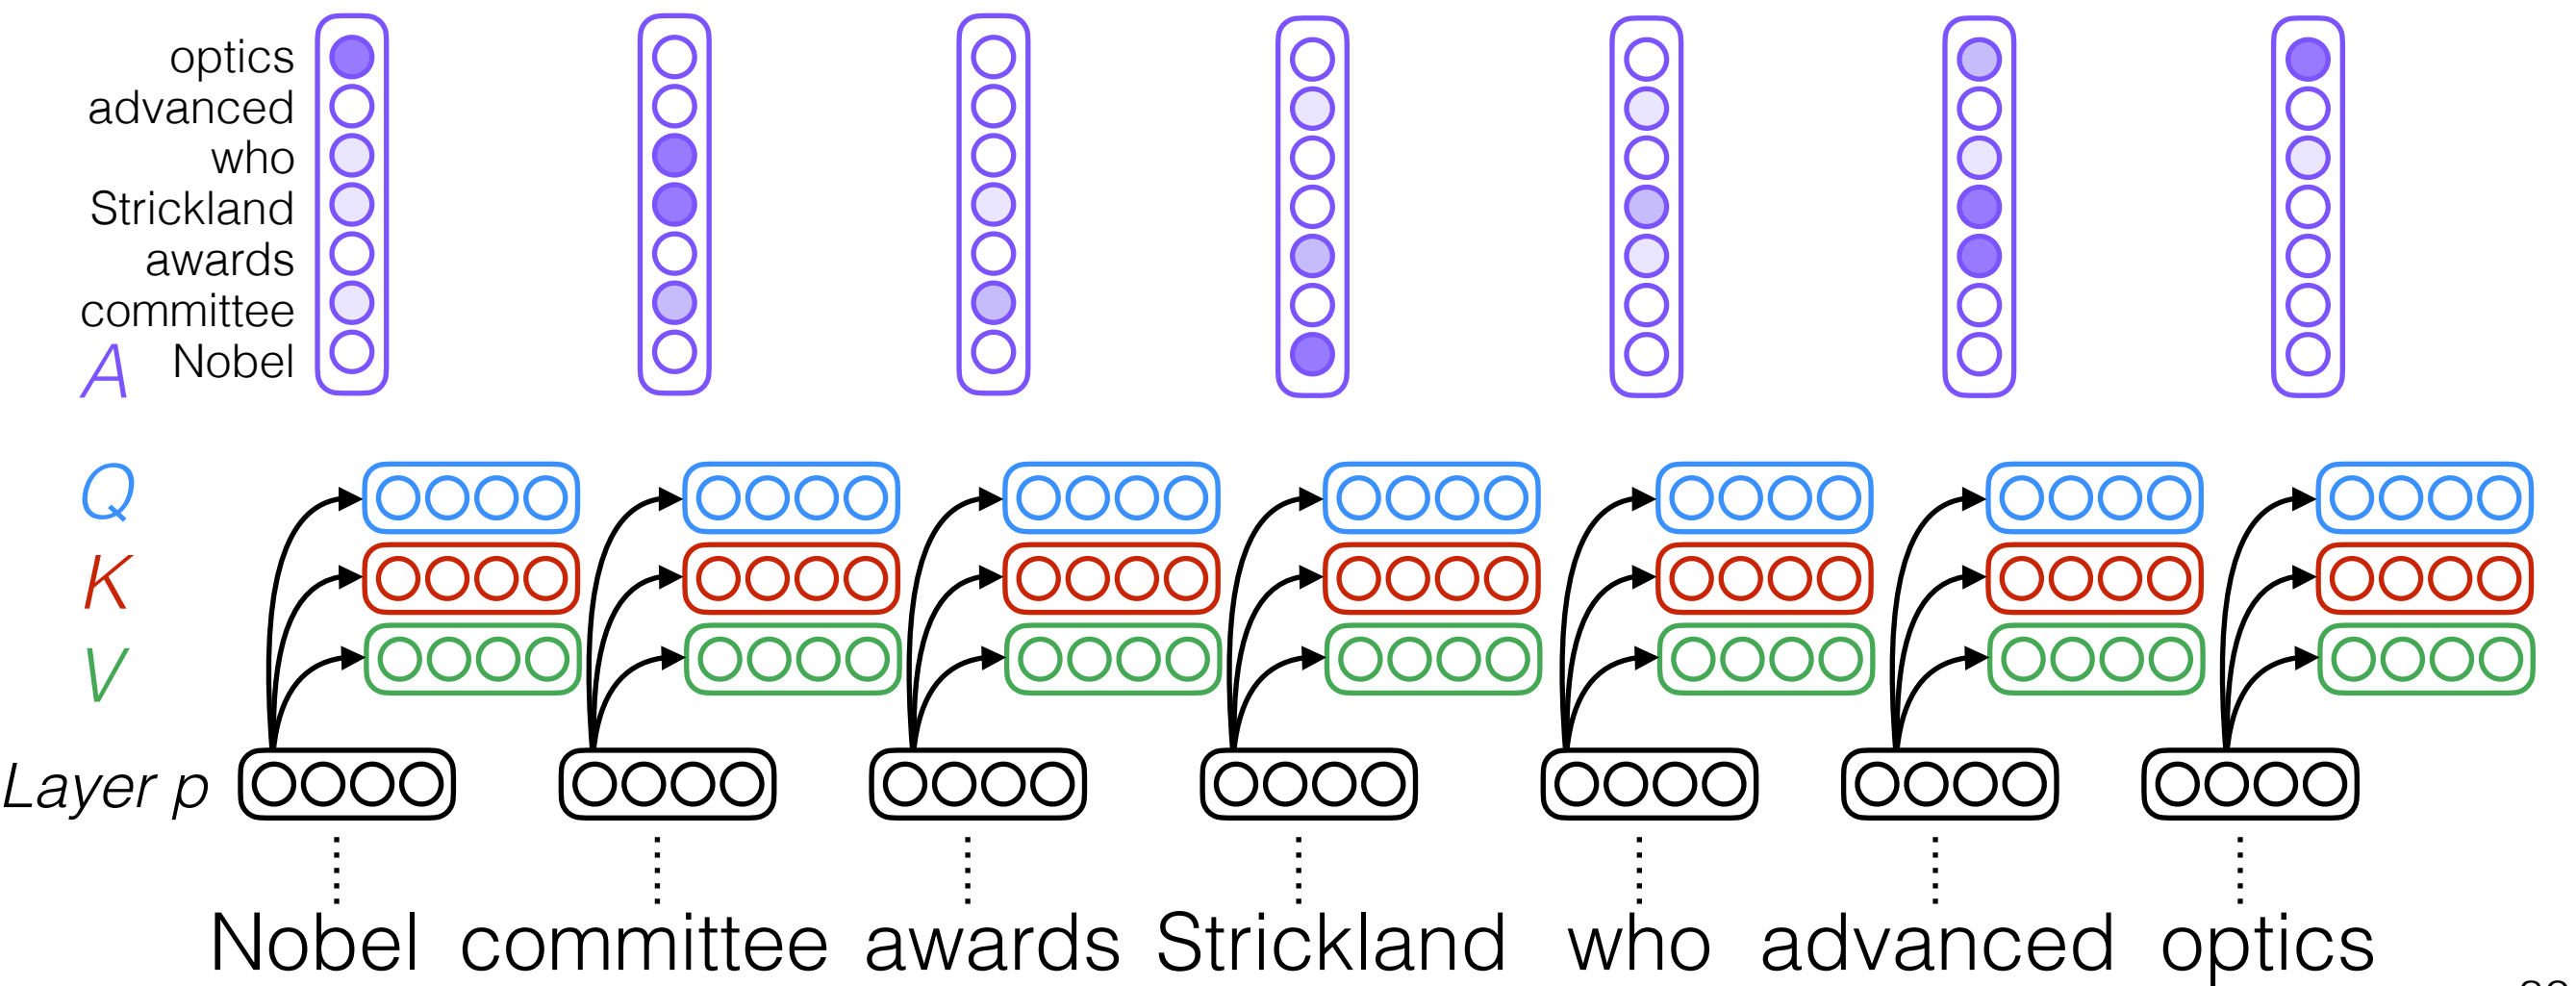 optics
advanced
who
Strickland
awards
committee
A Nobel
Q
K
V
Layer p
Nobel committee awards Strickland who advanced optics